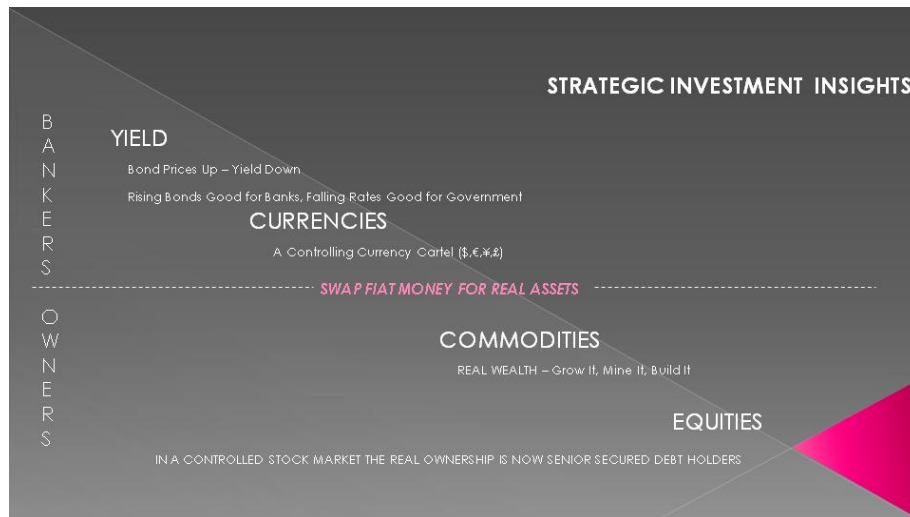 STRATEGIC INVESTMENT INSIGHTS
BANKERS
YIELD
Bond Prices Up – Yield Down
Rising Bonds Good for Banks, Falling Rates Good for Government
CURRENCIES
A Controlling Currency Cartel ($,€,¥,£)
SWAP FIAT MONEY FOR REAL ASSETS
OWNERS
COMMODITIES
REAL WEALTH – Grow It, Mine It, Build It
EQUITIES
IN A CONTROLLED STOCK MARKET THE REAL OWNERSHIP IS NOW SENIOR SECURED DEBT HOLDERS